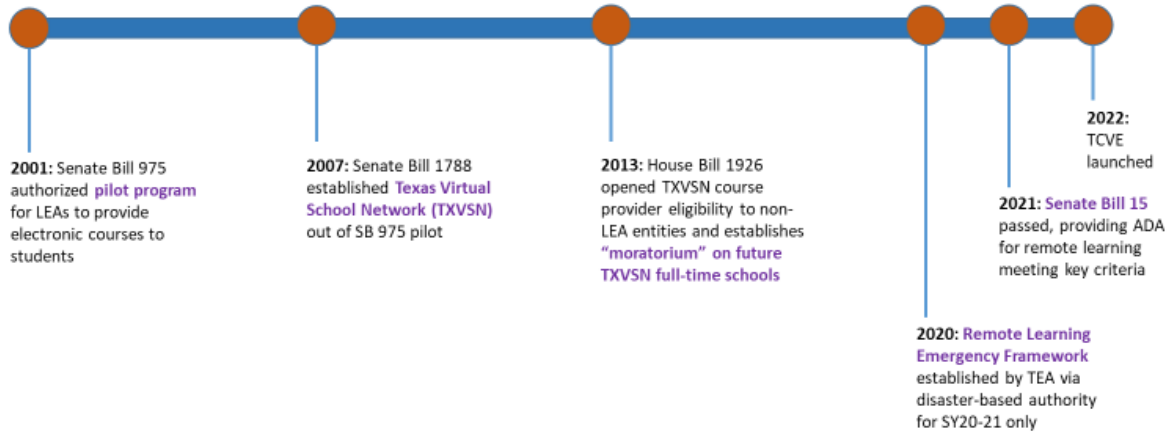 2001: Senate Bill 975
authorized pilot program
for LEAs to provide
electronic courses to
students
2007: Senate Bill 1788
established Texas Virtual
School Network (TXVSN)
out of SB 975 pilot
2013: House Bill 1926
opened TXVSN course
provider eligibility to non-
LEA entities and establishes
“moratorium” on future
TXVSN full-time schools
2020: Remote Learning
Emergency Framework
established by TEA via
disaster-based authority
for SY20-21 only
2021: Senate Bill 15
passed, providing ADA
for remote learning
meeting key criteria
2022:
TCVE
launched